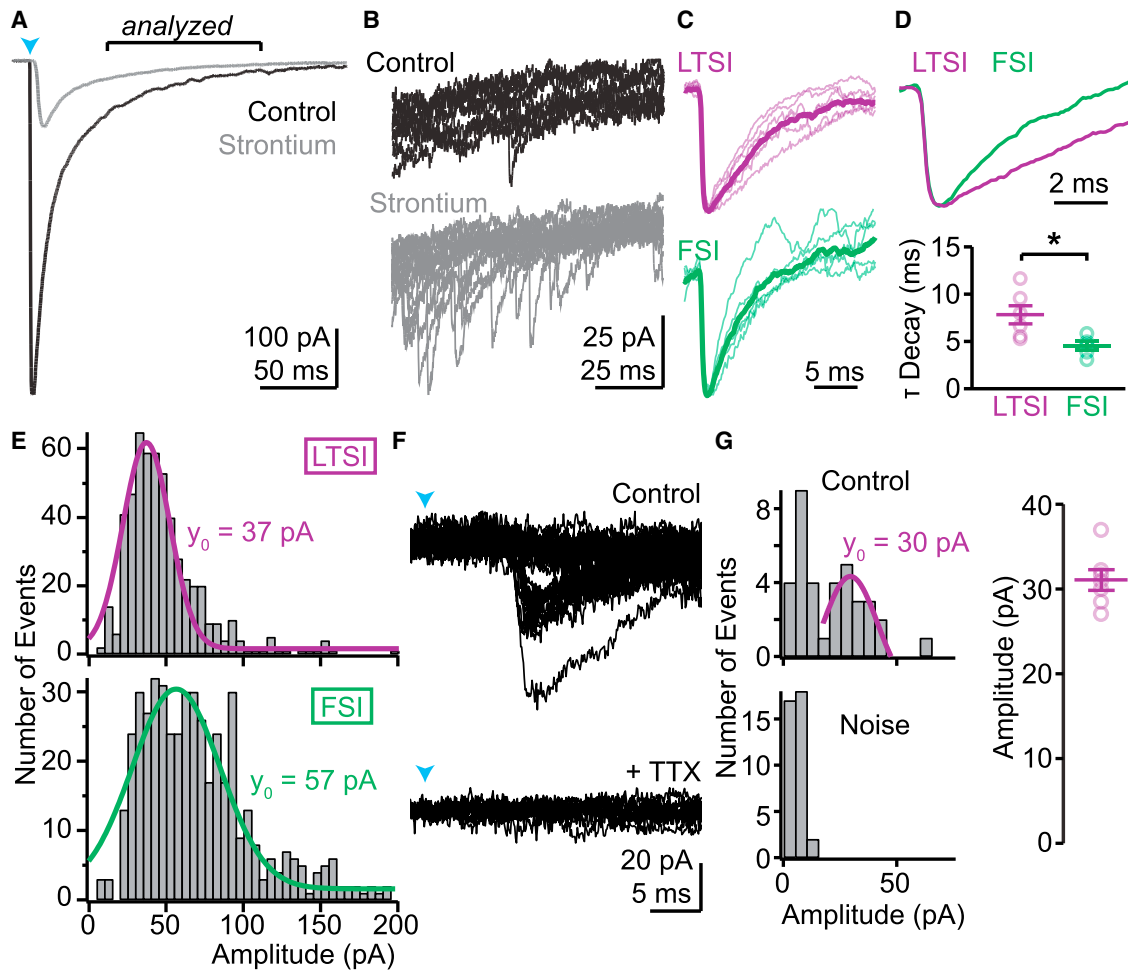 A
analyzed
Control
Strontium
100 pA
50 ms
B
Control
Strontium
25 pA
25 ms
C
LTSI
FSI
5 ms
D
LTSI FSI
2 ms
*
τ Decay (ms)
15
10
5
0
LTSI FSI
E
Number of Events
60
40
20
0
LTSI
y0 = 37 pA
30
20
10
0
FSI
y0 = 57 pA
0 50 100 150 200
Amplitude (pA)
F
Control
+ TTX
20 pA
5 ms
G
Control
Number of Events
8
6
4
2
0
y0 = 30 pA
Noise
15
10
5
0
0 50
Amplitude (pA)
Amplitude (pA)
40
30
20
10
0